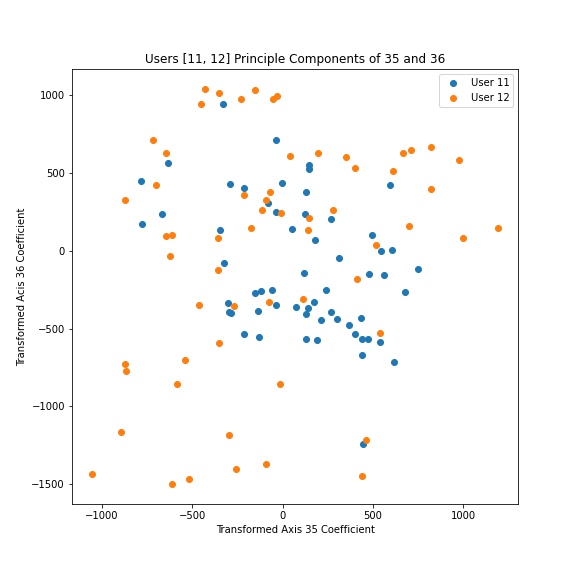 Users [11, 12] Principle Components of 35 and 36
User 11
User 12
Transformed Acis 36 Coefficient
1000
500
0
−500
−1000
−1500
−1000
−500
0
500
1000
Transformed Axis 35 Coefficient